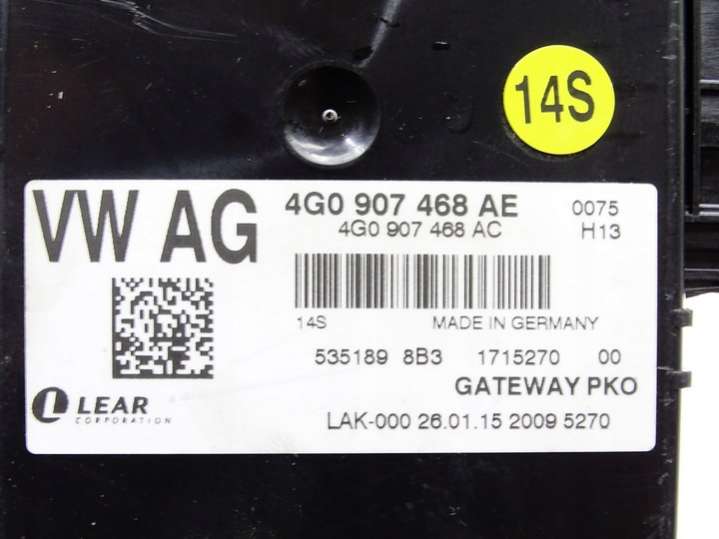 14S
VW AG
4G0 907 468 AE 0075
4G0 907 468 AC H13
14S MADE IN GERMANY
535189 8B3 1715270 00
GATEWAY PKO
LEAR
CORPORATION
LAK-000 26.01.15 2009 5270